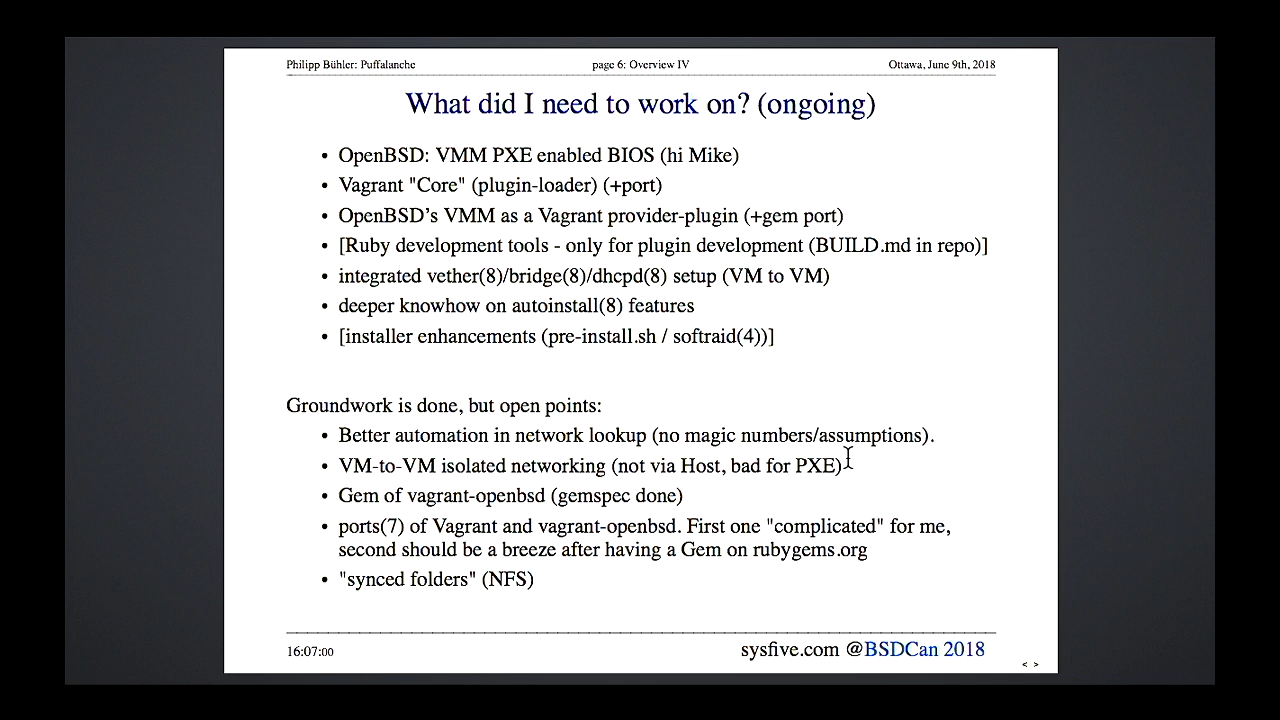 Philipp Bühler: Puffalanche page 6: Overview IV Ottawa, June 9th, 2018
What did I need to work on? (ongoing)
• OpenBSD: VMM PXE enabled BIOS (hi Mike)
• Vagrant "Core" (plugin-loader) (+port)
• OpenBSD's VMM as a Vagrant provider-plugin (+gem port)
• [Ruby development tools - only for plugin development (BUILD.md in repo)]
• integrated vether(8)/bridge(8)/dhcpd(8) setup (VM to VM)
• deeper knowhow on autoinstall(8) features
• [installer enhancements (pre-install.sh / softraid(4))]
Groundwork is done, but open points:
• Better automation in network lookup (no magic numbers/assumptions).
• VM-to-VM isolated networking (not via Host, bad for PXE)
• Gem of vagrant-openbsd (gemspec done)
• ports(7) of Vagrant and vagrant-openbsd. First one "complicated" for me,
second should be a breeze after having a Gem on rubygems.org
• "synced folders" (NFS)
16:07:00 sysfive.com @BSDCan 2018
< >